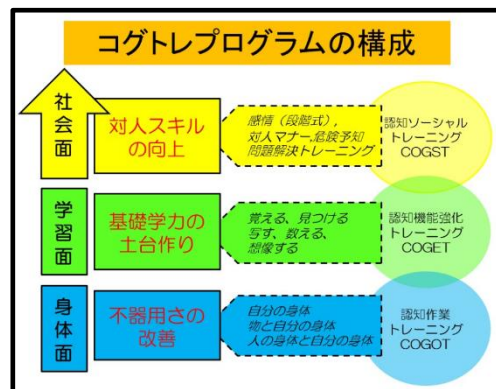 コグトレプログラムの構成
社会面
対人スキル
の向上
感情（段階式）,
対人マナー,危険予知
問題解決トレーニング
認知ソーシャル
トレーニング
COGST
学習面
基礎学力の
土台作り
覚える、見つける
写す、数える、
想像する
認知機能強化
トレーニング
COGET
身体面
不器用さの
改善
自分の身体
物と自分の身体
人の身体と自分の身体
認知作業
トレーニング
COGOT